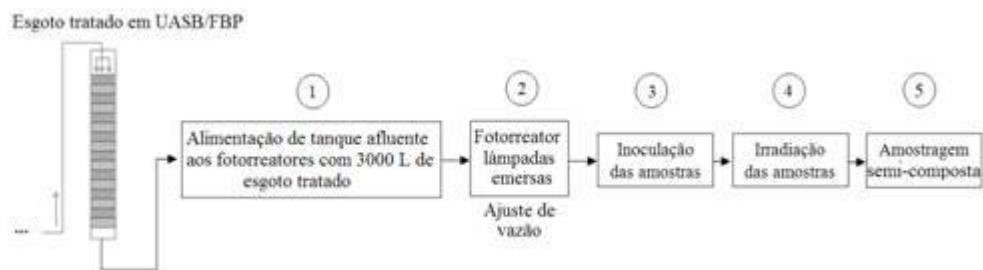 Esgoto tratado em UASB/FBP
1
2
3
4
5
Alimentação de tanque afluente
aos fotorreatores com 3000 L de
esgoto tratado
Fotorreator
lâmpadas
emersas
Inoculação
das amostras
Irradiação
das amostras
Amostragem
semi-composta
Ajuste de
vazão
...